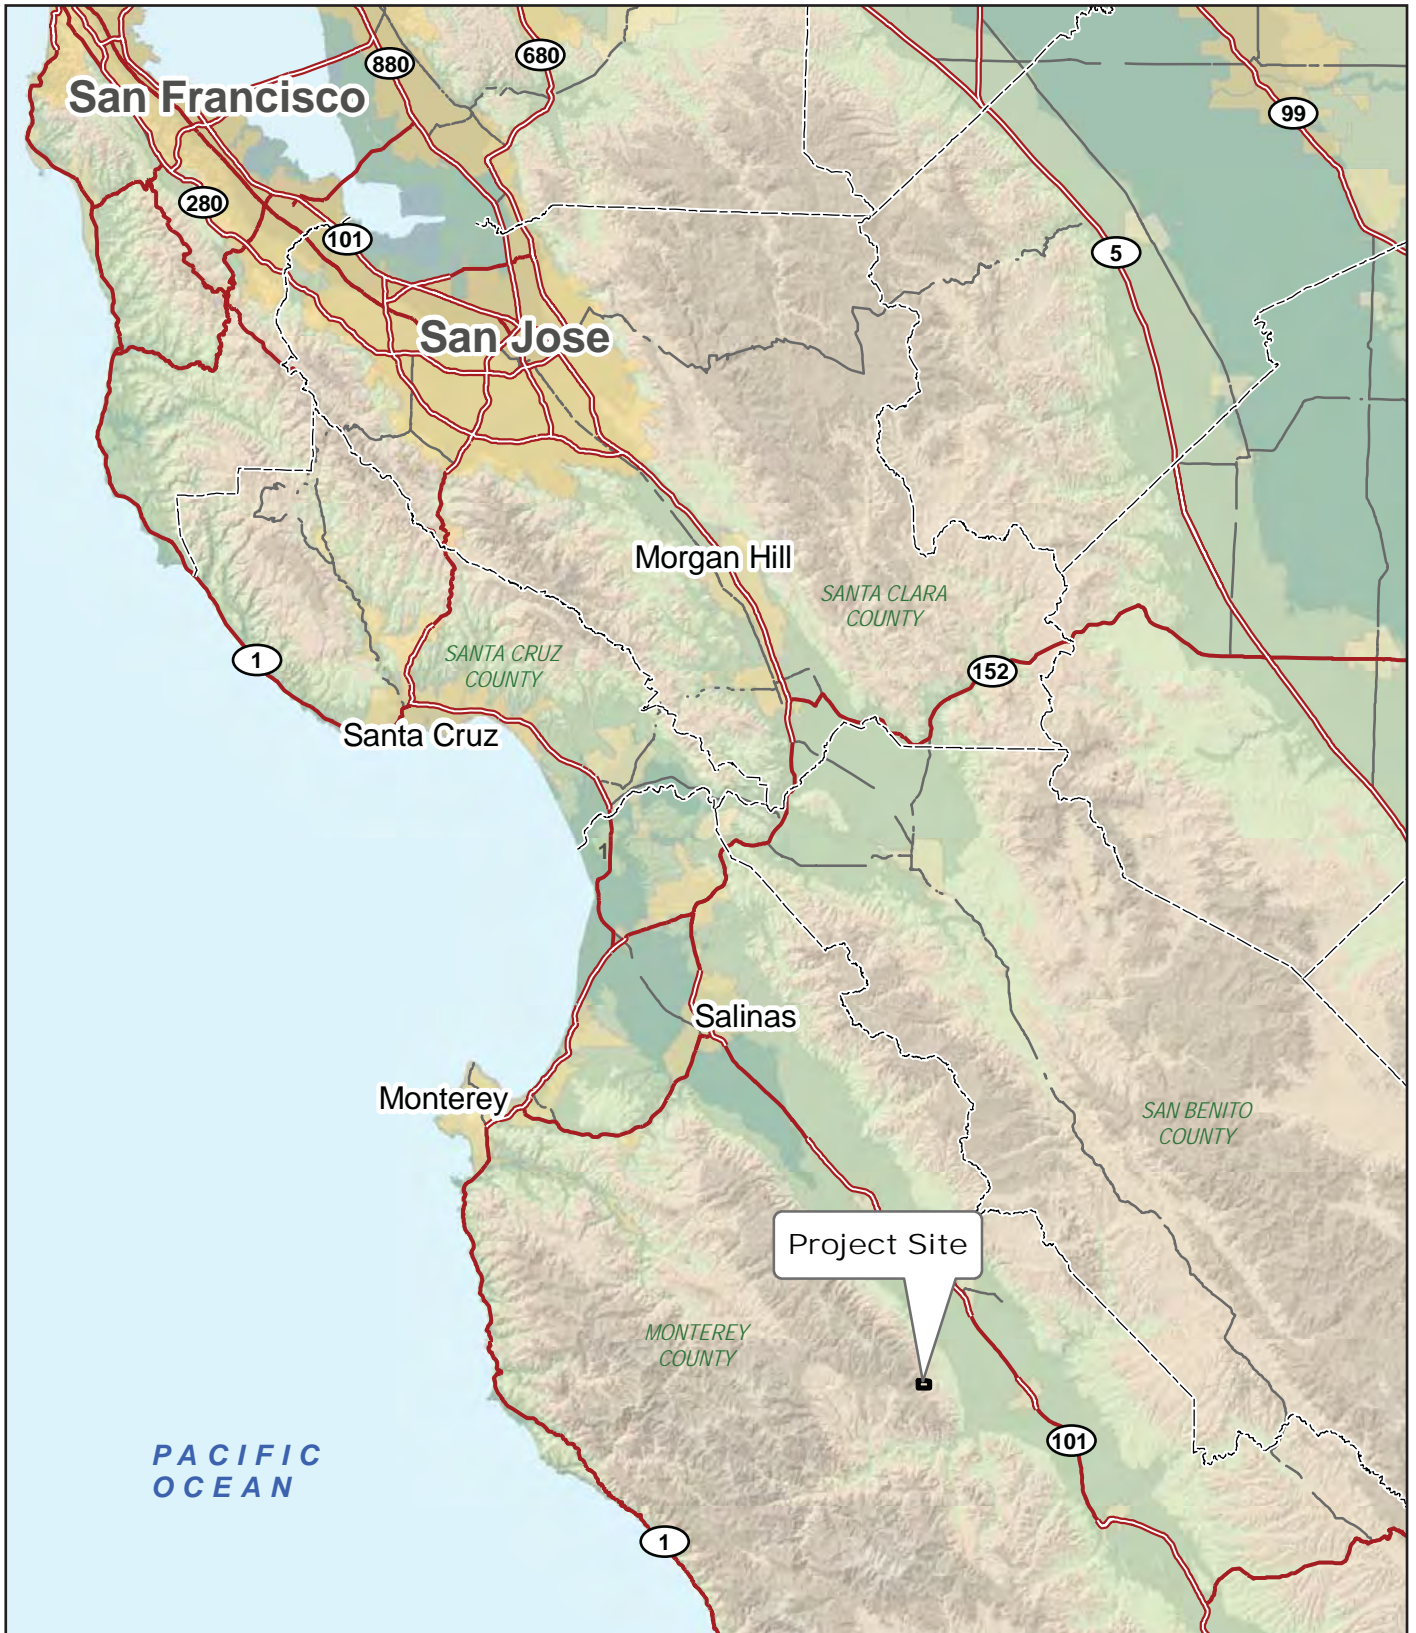 880
680
San Francisco
99
280
101
5
San Jose
Morgan Hill
SANTA CLARA
COUNTY
SANTA CRUZ
COUNTY
1
152
Santa Cruz
1
Salinas
Monterey
SAN BENITO
COUNTY
Project Site
MONTEREY
COUNTY
101
PACIFIC
OCEAN
1